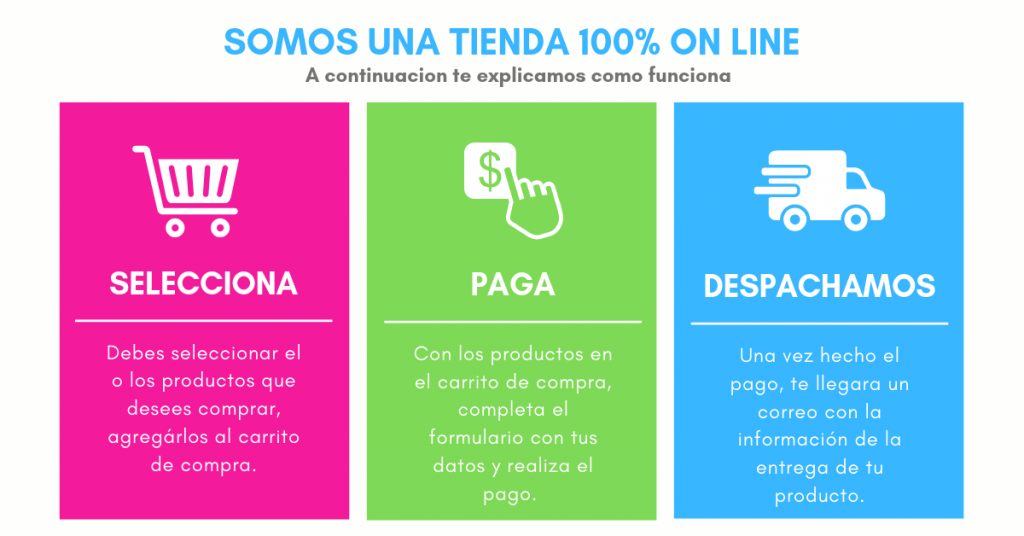 SOMOS UNA TIENDA 100% ON LINE
A continuacion te explicamos como funciona
SELECCIONA
Debes seleccionar el
o los productos que
desees comprar,
agregárlos al carrito
de compra.
$
PAGA
Con los productos en
el carrito de compra,
completa el
formulario con tus
datos y realiza el
pago.
DESPACHAMOS
Una vez hecho el
pago, te llegara un
correo con la
información de la
entrega de tu
producto.